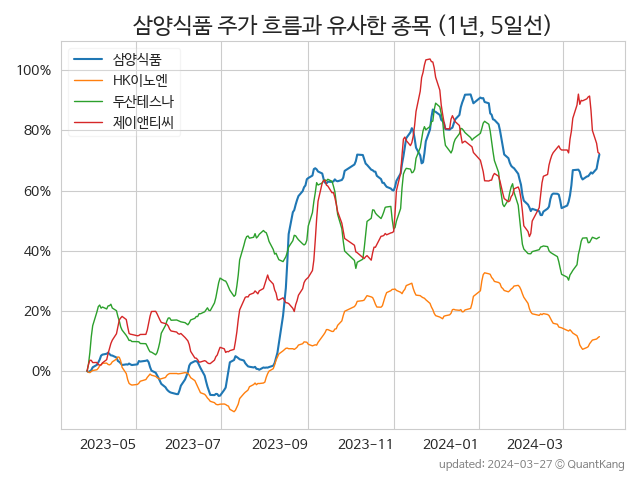 삼양식품 주가 흐름과 유사한 종목 (1년, 5일선)
삼양식품
HK이노엔
두산테스나
제이앤티씨
100%
80%
60%
40%
20%
0%
2023-05 2023-07 2023-09 2023-11 2024-01 2024-03
updated: 2024-03-27 © QuantKang